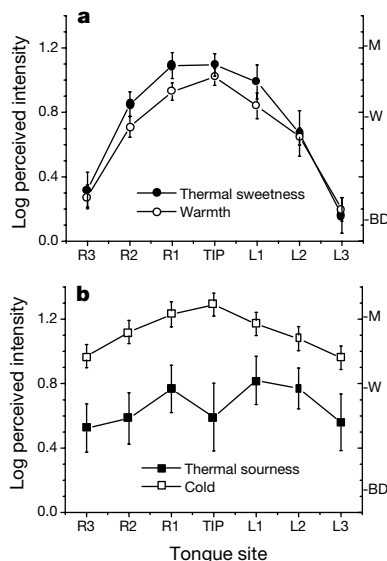 a
Log perceived intensity
1.2
0.8
0.4
0.0
M
W
BD
Thermal sweetness
Warmth
R3 R2 R1 TIP L1 L2 L3
b
Log perceived intensity
1.2
0.8
0.4
0.0
M
W
BD
Thermal sourness
Cold
R3 R2 R1 TIP L1 L2 L3
Tongue site